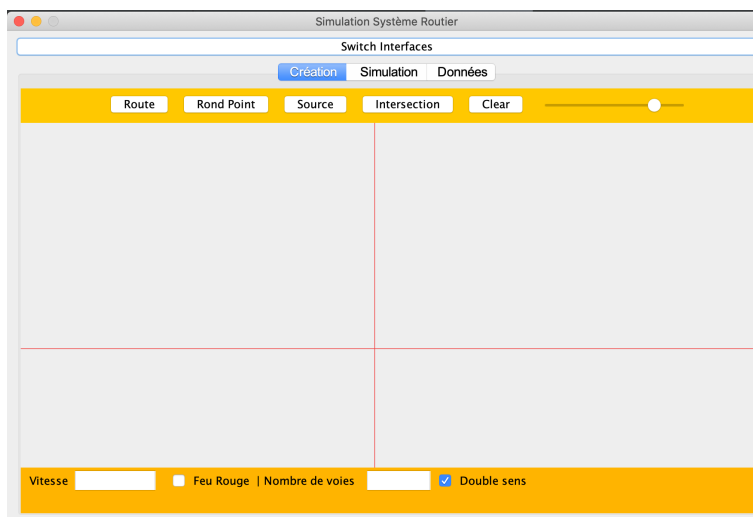 Simulation Système Routier
Switch Interfaces
Création Simulation Données
Route Rond Point Source Intersection Clear
Vitesse Feu Rouge | Nombre de voies Double sens